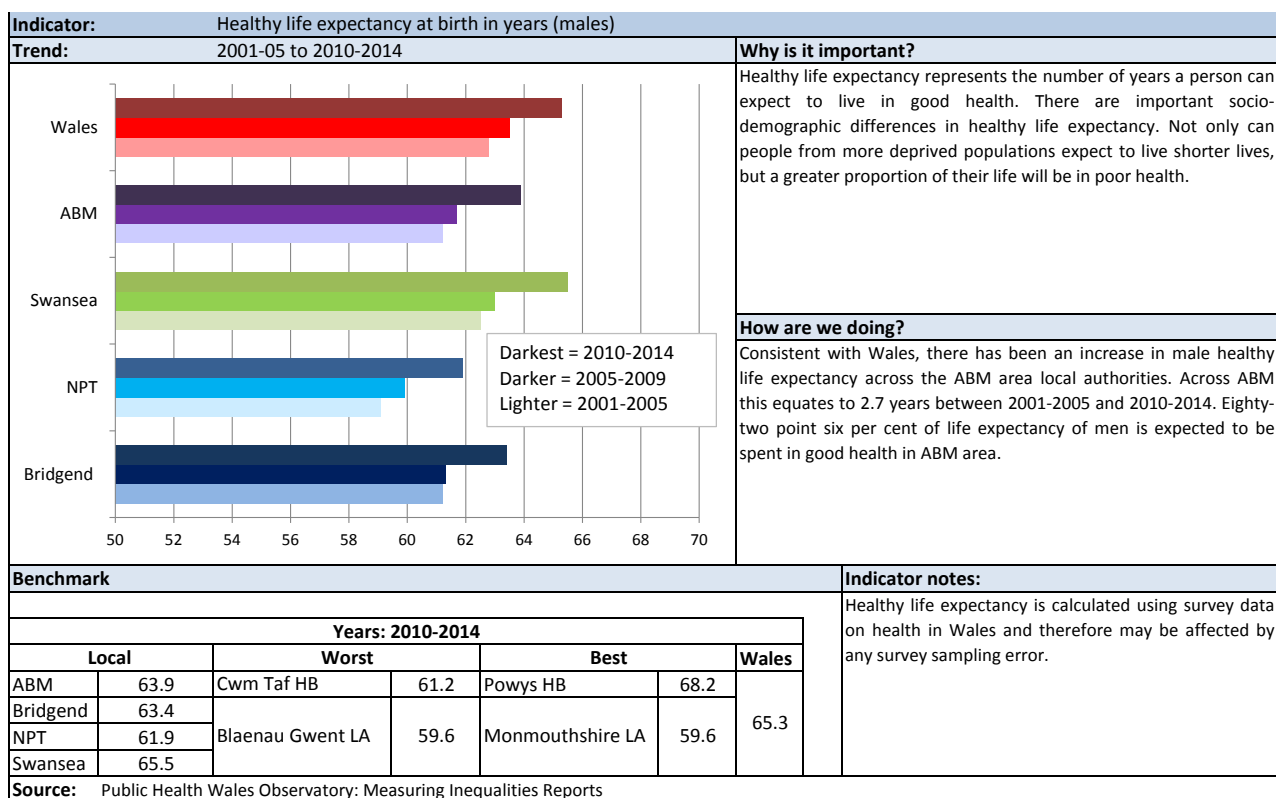 Indicator: Healthy life expectancy at birth in years (males)
Trend: 2001-05 to 2010-2014
Wales
ABM
Swansea
NPT
Bridgend
50 52 54 56 58 60 62 64 66 68 70
Darkest = 2010-2014
Darker = 2005-2009
Lighter = 2001-2005
Why is it important?
Healthy life expectancy represents the number of years a person can
expect to live in good health. There are important socio-
demographic differences in healthy life expectancy. Not only can
people from more deprived populations expect to live shorter lives,
but a greater proportion of their life will be in poor health.
How are we doing?
Consistent with Wales, there has been an increase in male healthy
life expectancy across the ABM area local authorities. Across ABM
this equates to 2.7 years between 2001-2005 and 2010-2014. Eighty-
two point six per cent of life expectancy of men is expected to be
spent in good health in ABM area.
Benchmark
Years: 2010-2014
Local Worst Best Wales
ABM 63.9 Cwm Taf HB 61.2 Powys HB 68.2
Bridgend 63.4
NPT 61.9 Blaenau Gwent LA 59.6 Monmouthshire LA 59.6 65.3
Swansea 65.5
Indicator notes:
Healthy life expectancy is calculated using survey data
on health in Wales and therefore may be affected by
any survey sampling error.
Source: Public Health Wales Observatory: Measuring Inequalities Reports